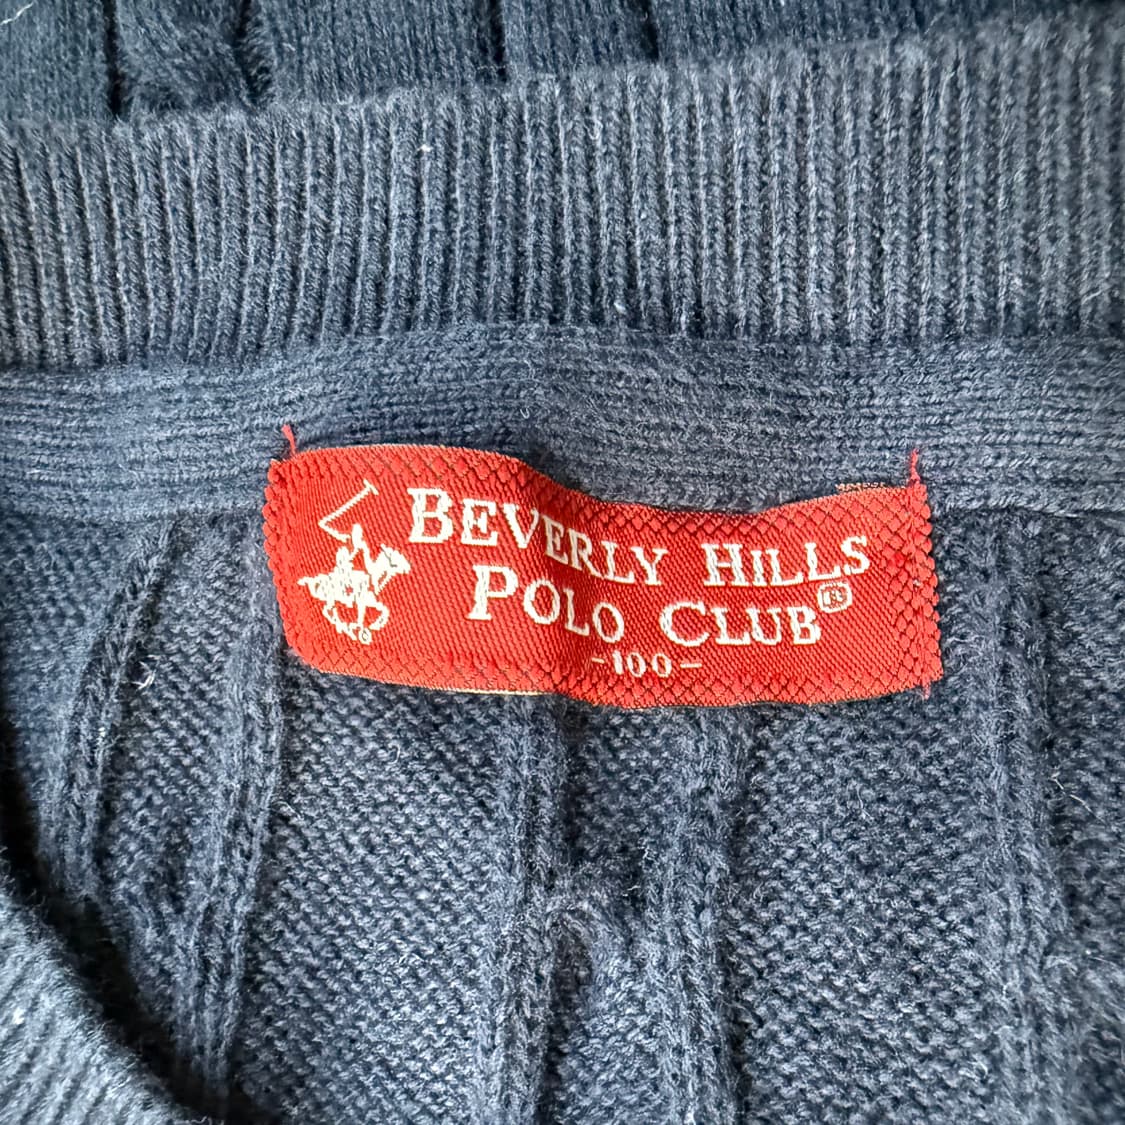 BEVERLY HILLS
POLO CLUB®
-100-